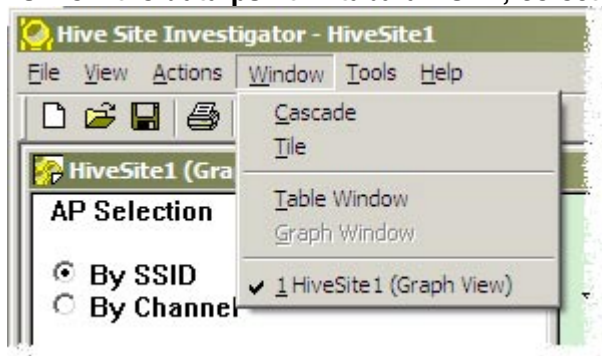 Hive Site Investigator - HiveSite1
File View Actions Window Tools Help
Cascade
Tile
Table Window
Graph Window
1 HiveSite1 (Graph View)
HiveSite1 (Gra
AP Selection
By SSID
By Channel